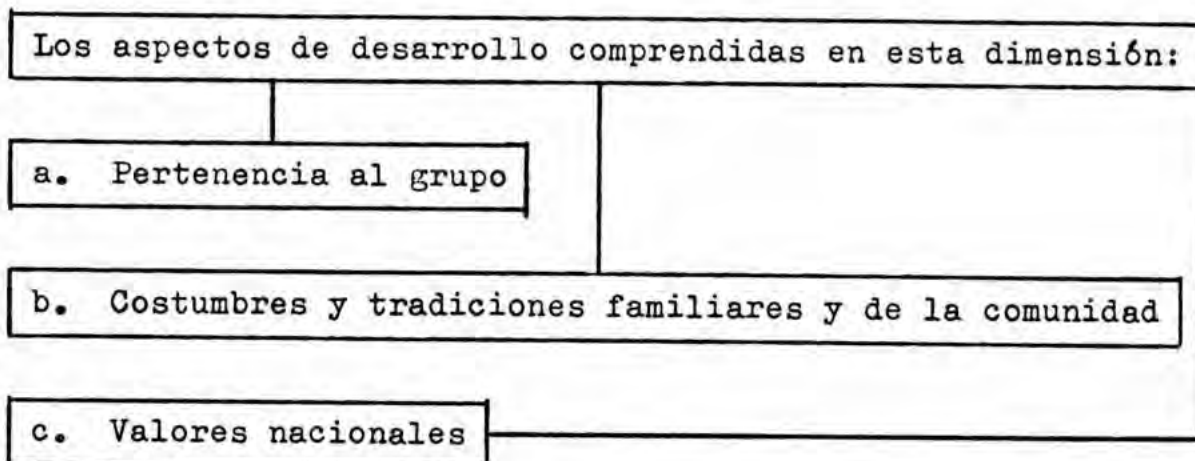 Los aspectos de desarrollo comprendidas en esta dimensión:
a. Pertenencia al grupo
b. Costumbres y tradiciones familiares y de la comunidad
c. Valores nacionales